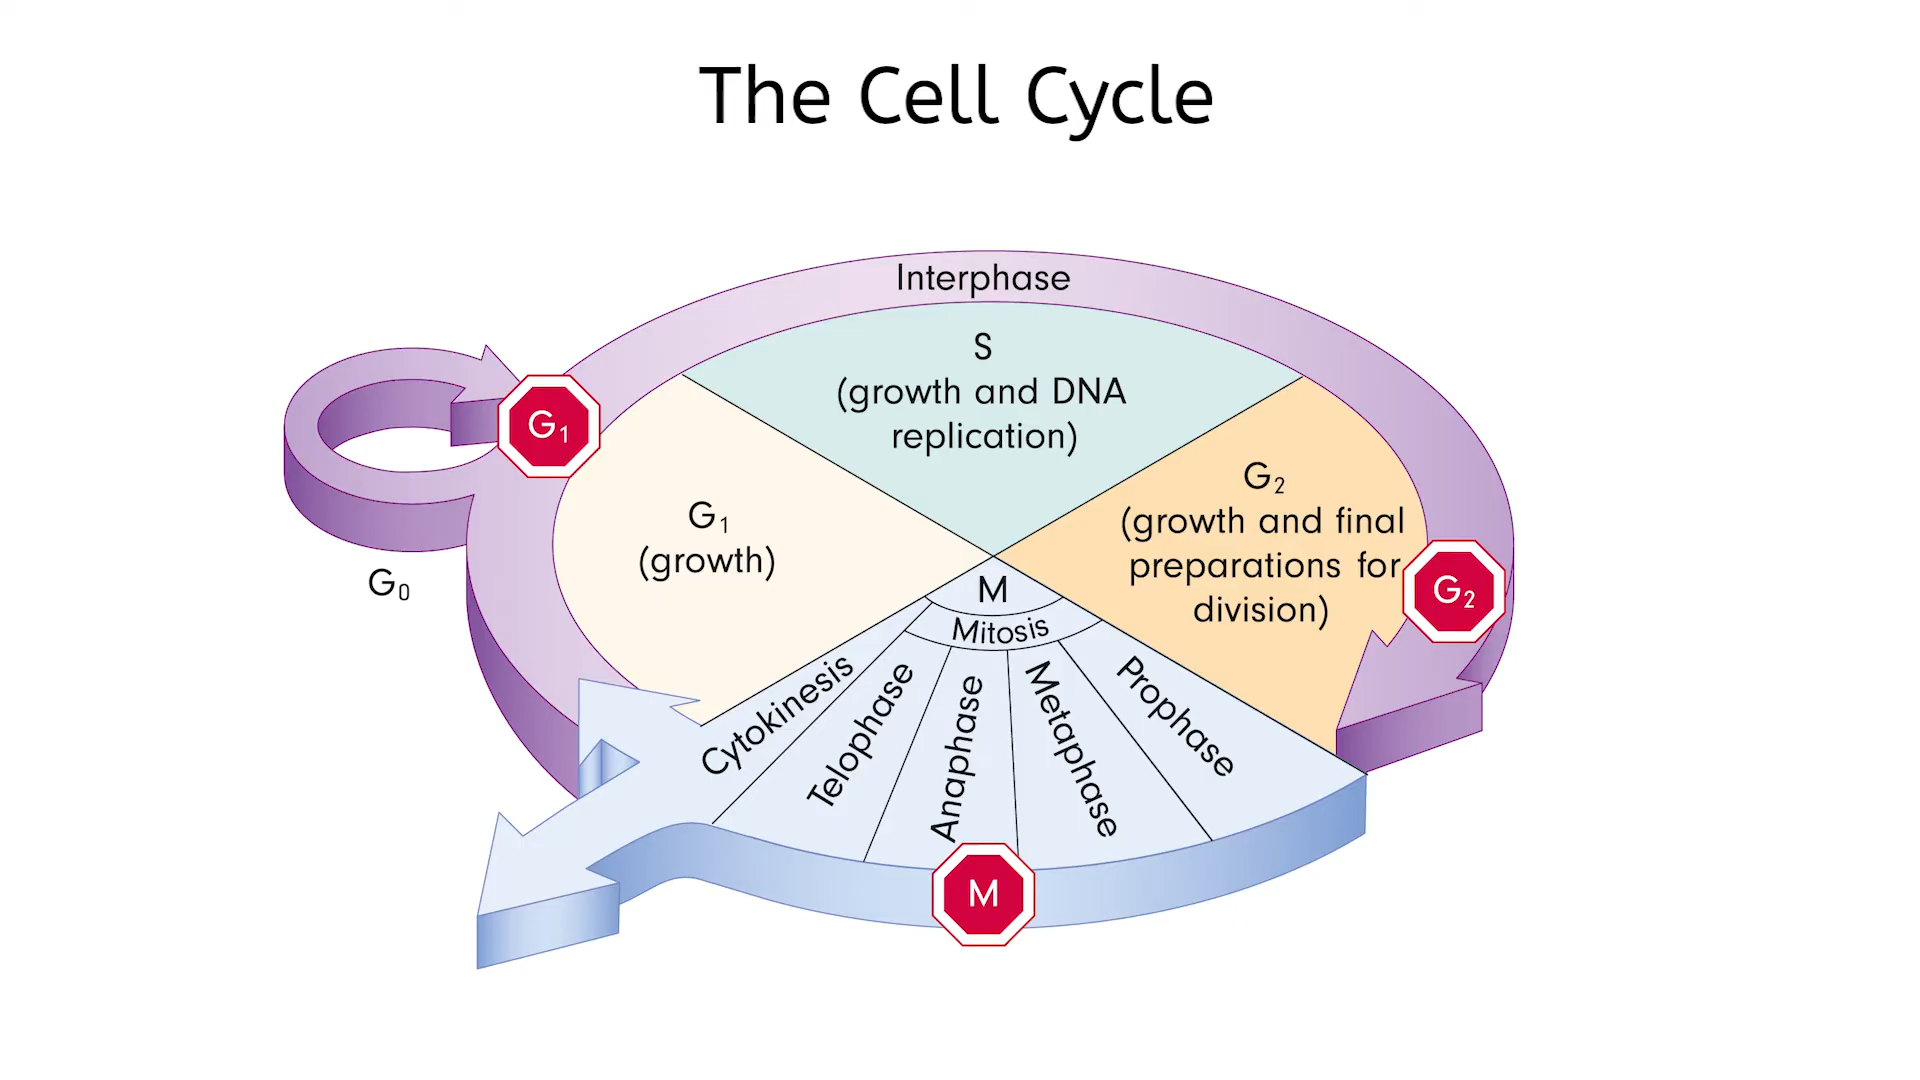 The Cell Cycle
Interphase
S
(growth and DNA
replication)
G₁
G₁
(growth)
G₀
G₂
(growth and final
preparations for
division)
G₂
M
Mitosis
Cytokinesis
Telophase
Anaphase
Metaphase
Prophase
M